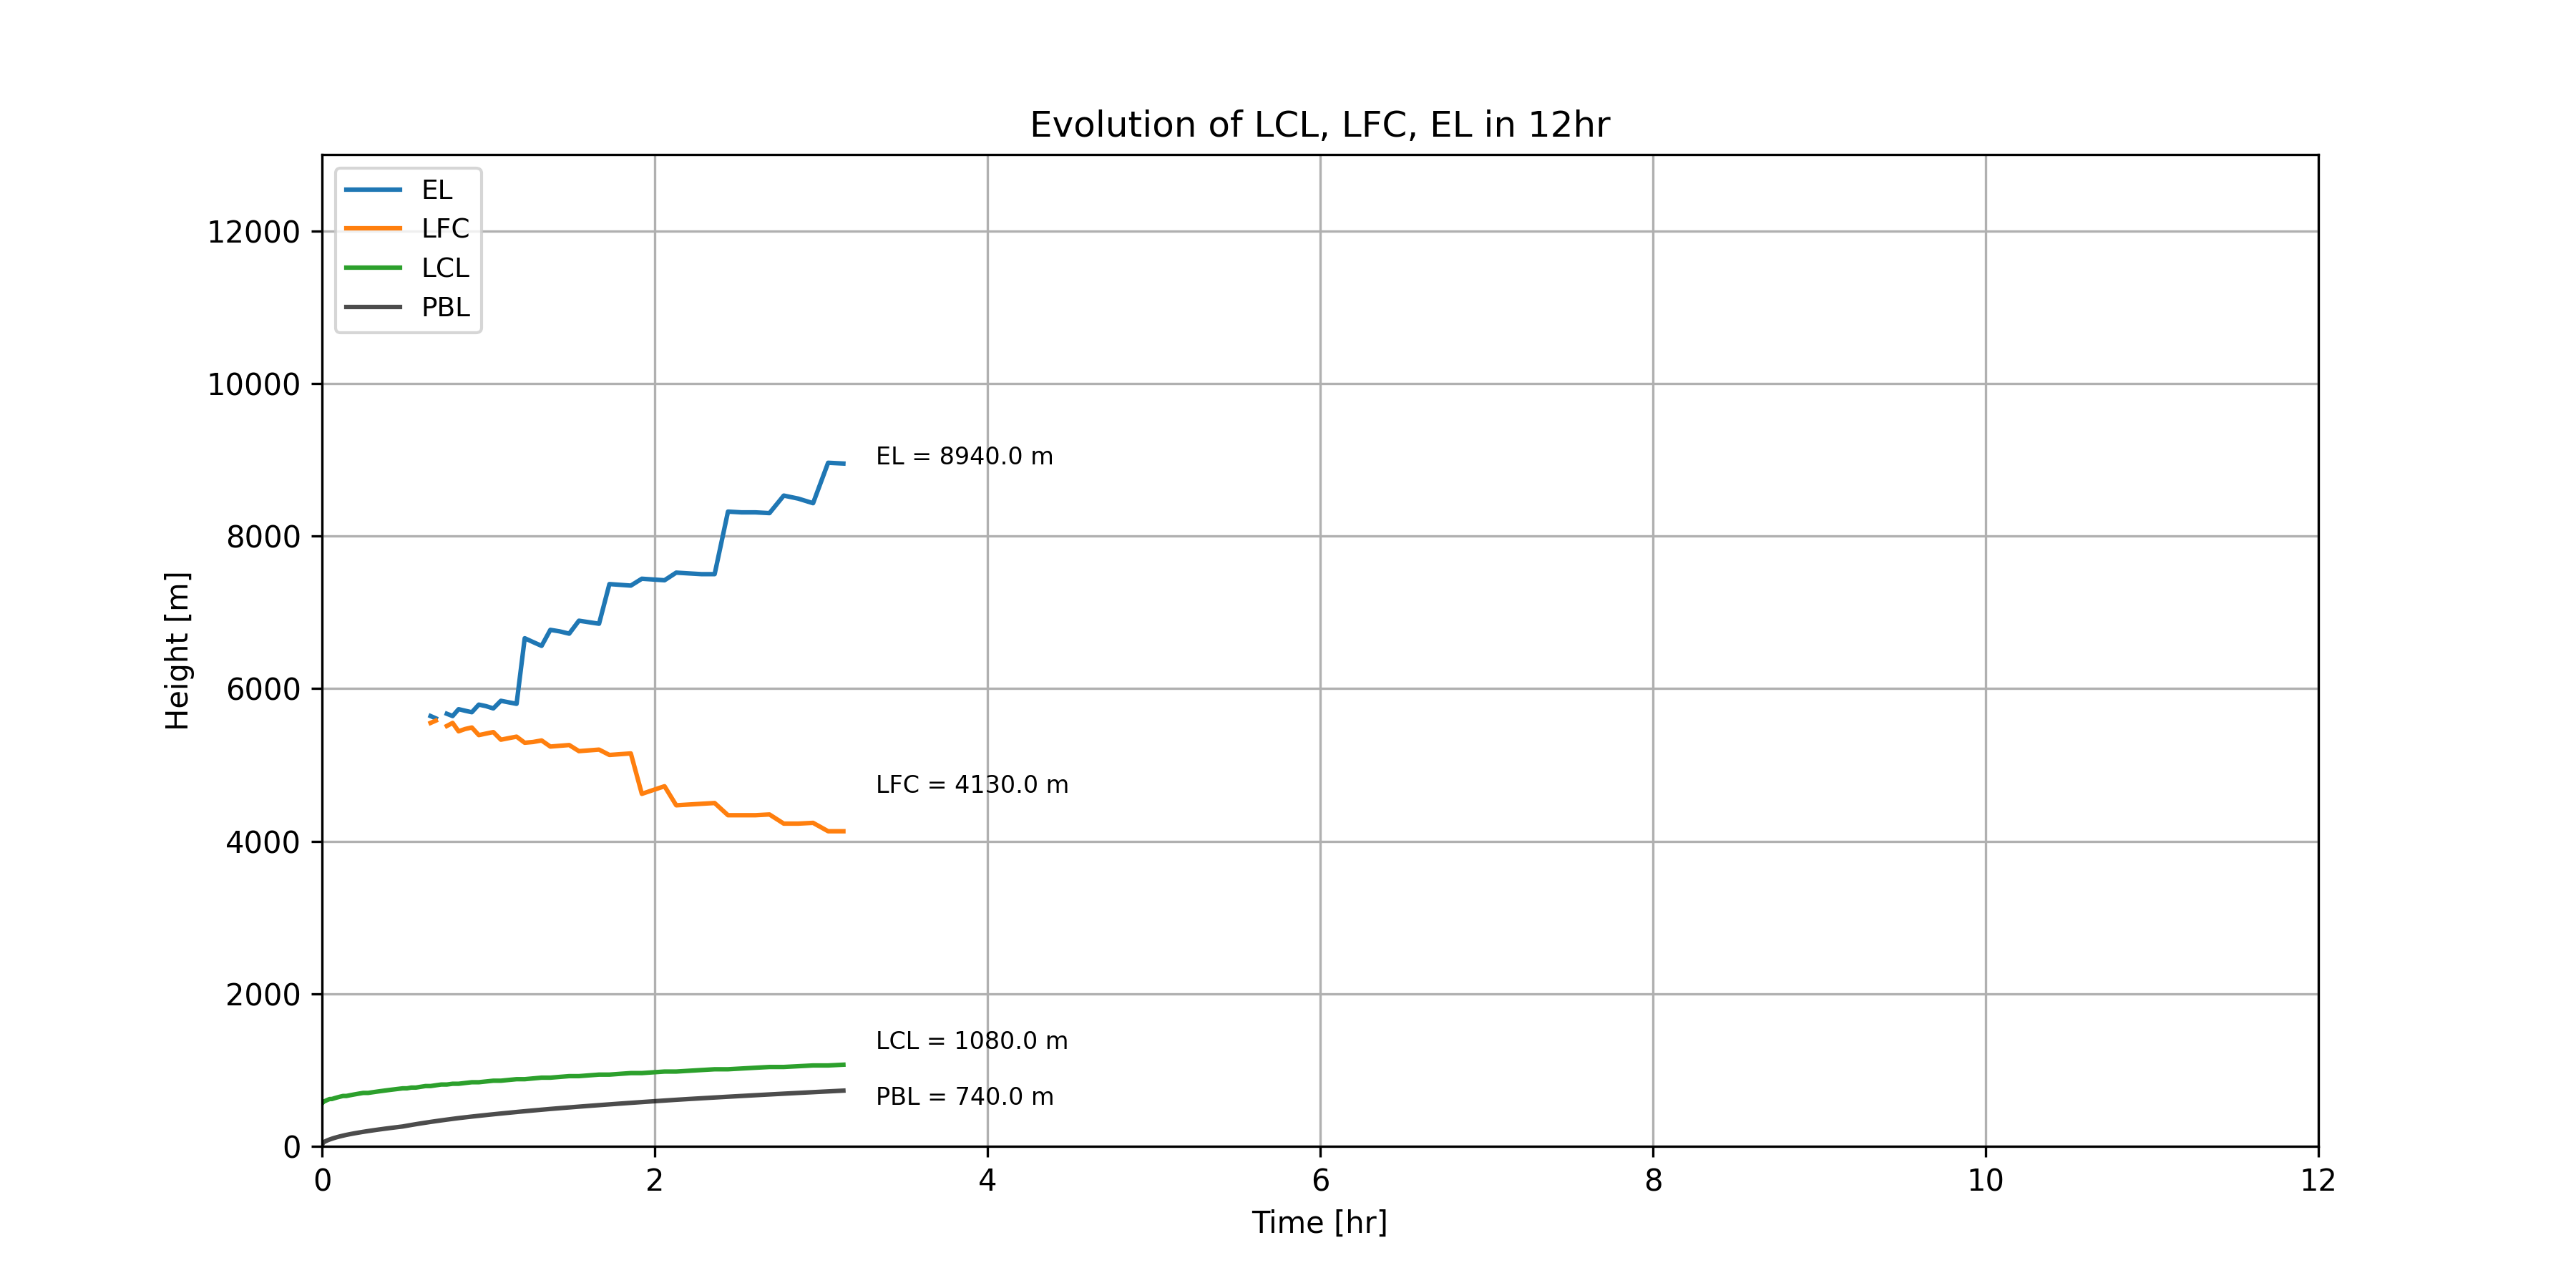 Evolution of LCL, LFC, EL in 12hr
EL
LFC
LCL
PBL
12000
10000
8000
6000
4000
2000
0
Height [m]
EL = 8940.0 m
LFC = 4130.0 m
LCL = 1080.0 m
PBL = 740.0 m
0 2 4 6 8 10 12
Time [hr]